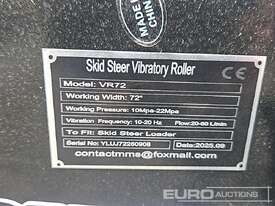 MADE IN
CHINA
Skid Steer Vibratory Roller
CE
Model: VR72
Working Width: 72"
Working Pressure: 10Mpa-22Mpa
Vibration Frequency: 10-20 Hz Flow:20-60 L/min
To Fit: Skid Steer Loader
Serial No: YLUJ72250908 Date:2025.09
contactmms@foxmail.com
EURO
AUCTIONS